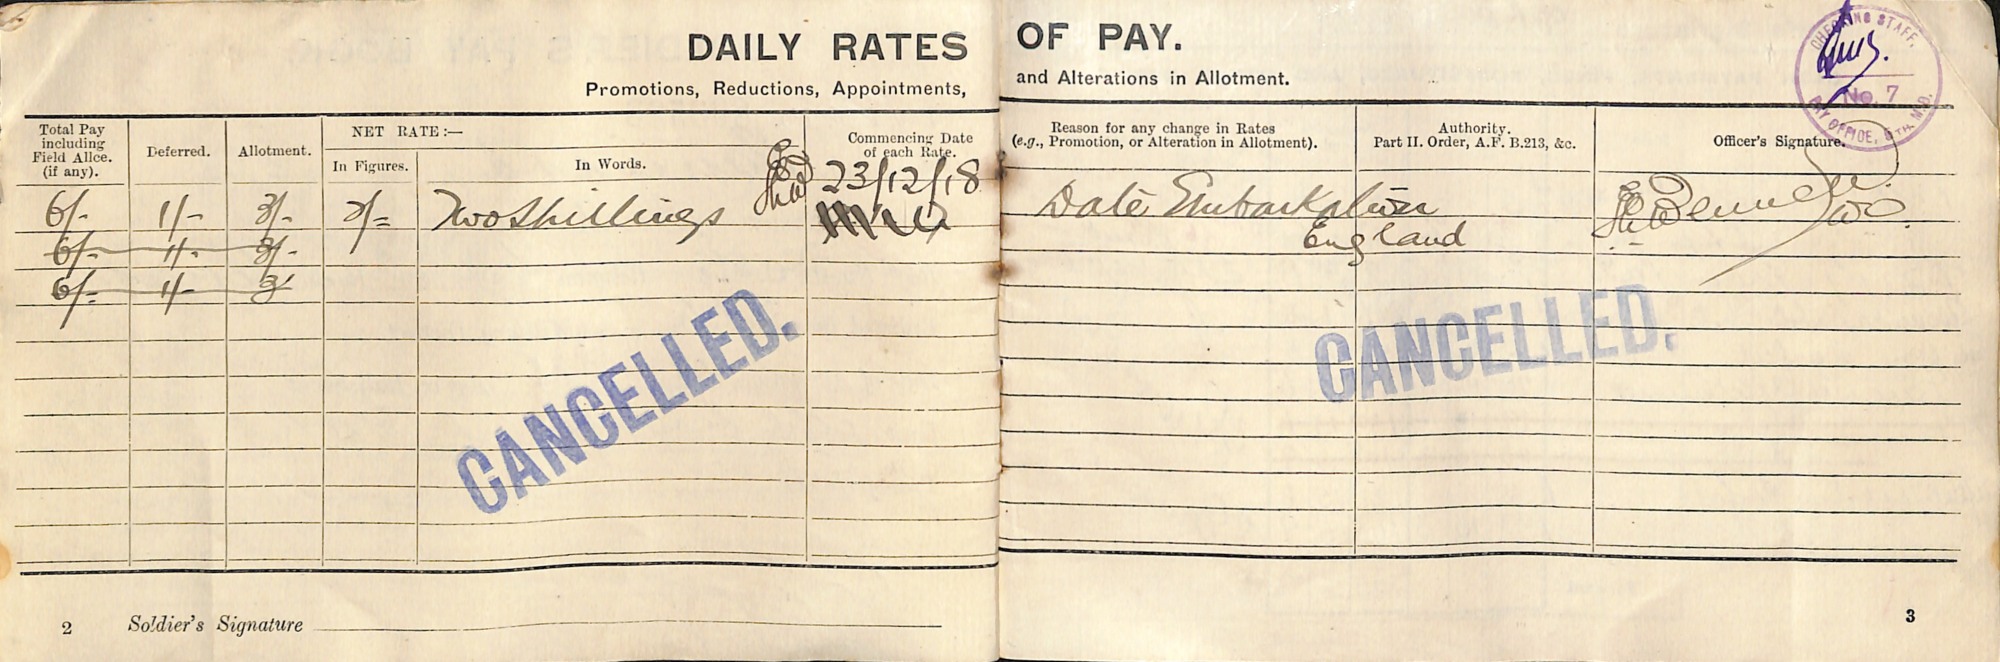 DAILY RATES OF PAY.
Promotions, Reductions, Appointments, and Alterations in Allotment.
CHECKING STAFF,
No. 7
PAY OFFICE, 5TH M.D.
Total Pay including Field Allce. (if any).
Deferred.
Allotment.
NET RATE :—
In Figures.
In Words.
Commencing Date of each Rate.
Reason for any change in Rates
(e.g., Promotion, or Alteration in Allotment).
Authority.
Part II. Order, A.F. B.213, &c.
Officer's Signature.
6/- 1/- 3/- 2/= Two Shillings 23/12/18 Date Embarkation
England
6/- 1/- 3/-
6/- 1/- 3/
CANCELLED.
CANCELLED.
2 Soldier's Signature
3